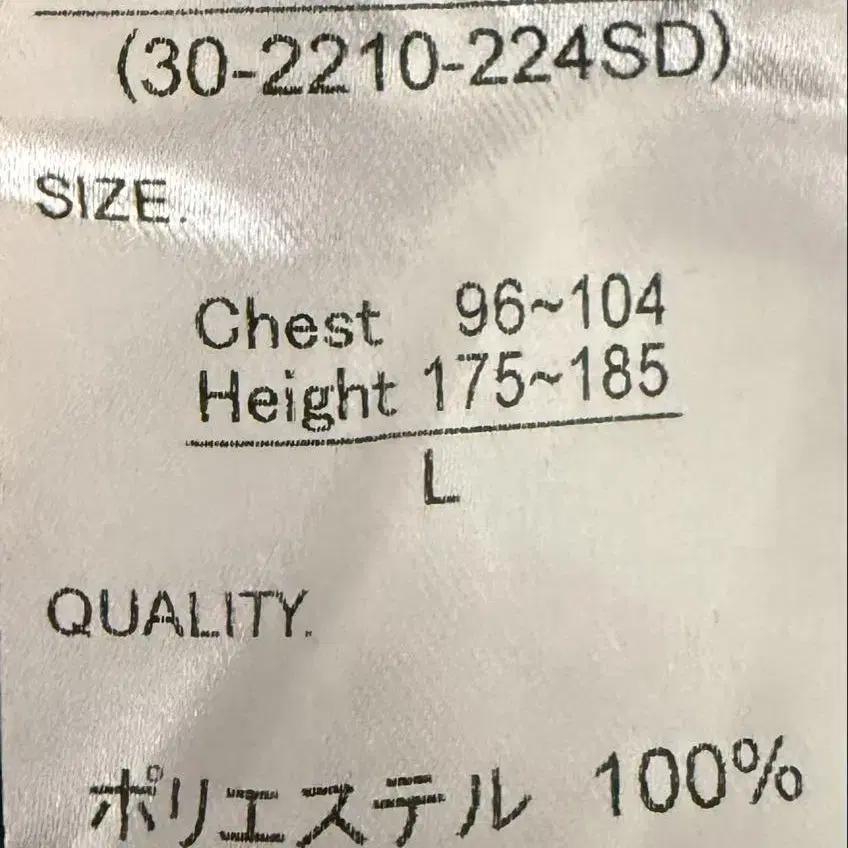 (30-2210-224SD)
SIZE.
Chest 96~104
Height 175~185
L
QUALITY.
ポリエステル 100%